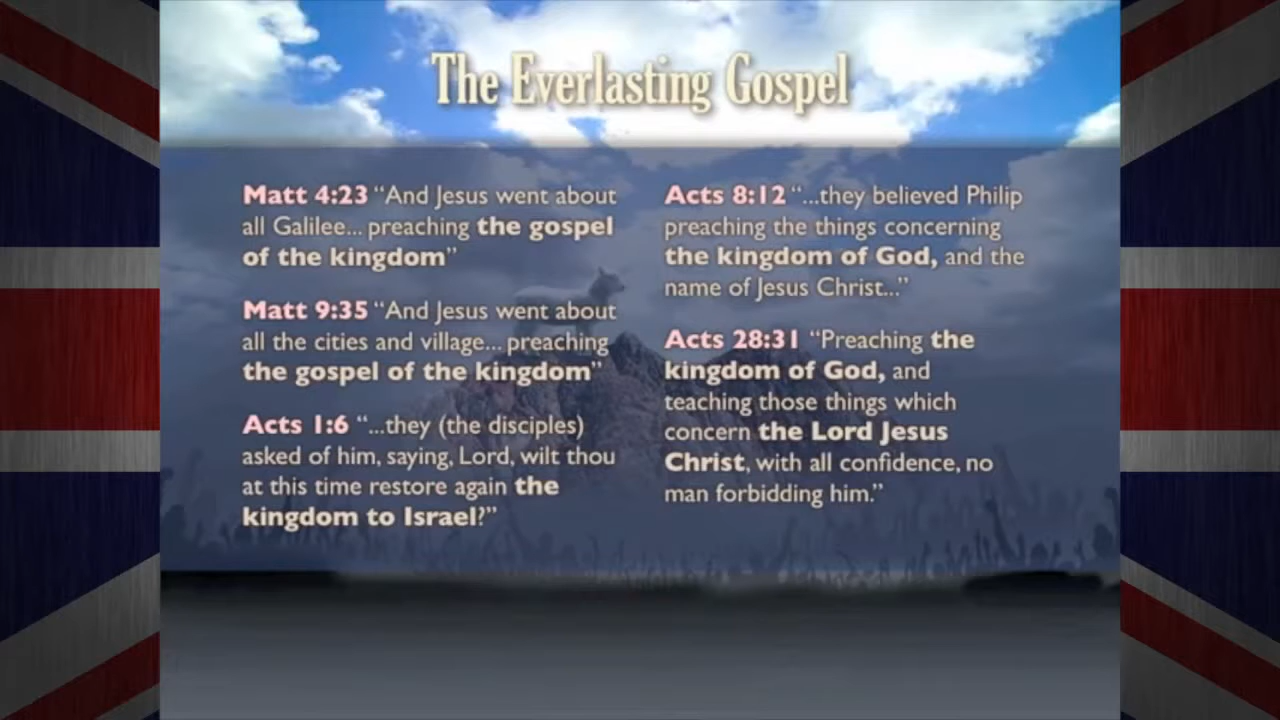 The Everlasting Gospel
Matt 4:23 “And Jesus went about
all Galilee... preaching the gospel
of the kingdom”
Matt 9:35 “And Jesus went about
all the cities and village... preaching
the gospel of the kingdom”
Acts 1:6 “...they (the disciples)
asked of him, saying, Lord, wilt thou
at this time restore again the
kingdom to Israel?”
Acts 8:12 “...they believed Philip
preaching the things concerning
the kingdom of God, and the
name of Jesus Christ...”
Acts 28:31 “Preaching the
kingdom of God, and
teaching those things which
concern the Lord Jesus
Christ, with all confidence, no
man forbidding him.”